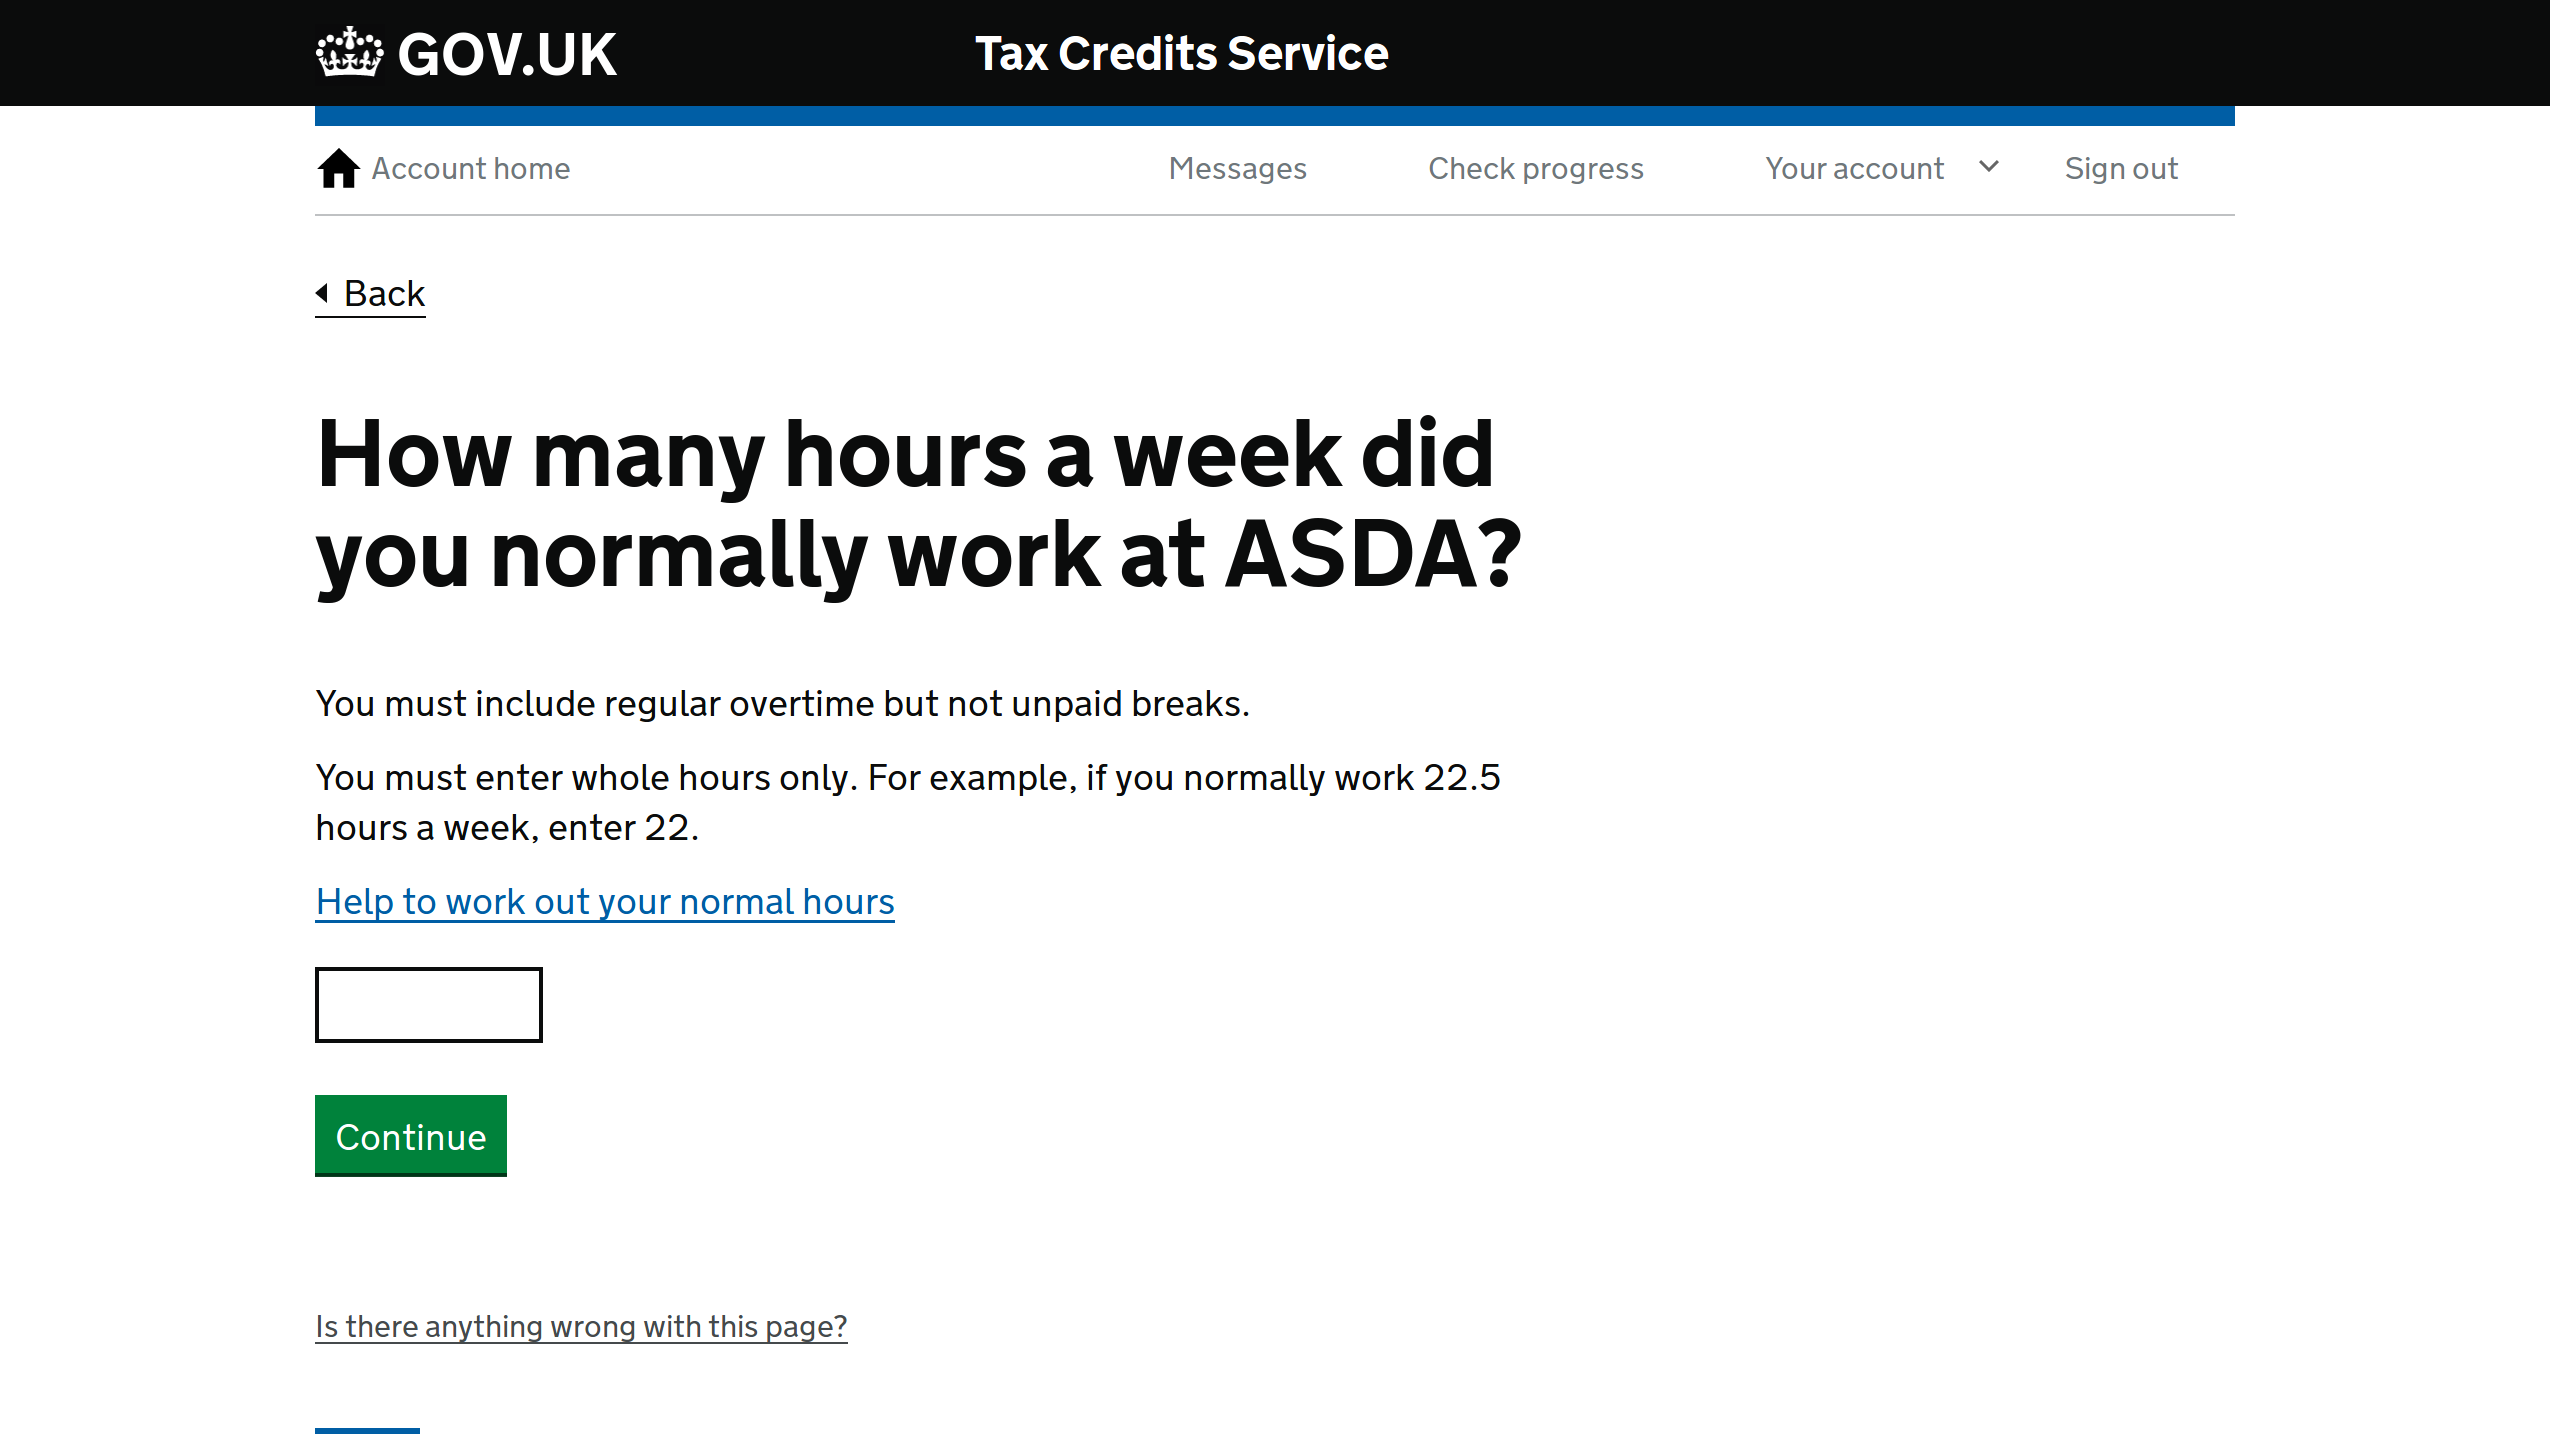 GOV.UK
Tax Credits Service
Account home
Messages
Check progress
Your account
Sign out
Back
How many hours a week did
you normally work at ASDA?
You must include regular overtime but not unpaid breaks.
You must enter whole hours only. For example, if you normally work 22.5
hours a week, enter 22.
Help to work out your normal hours
Continue
Is there anything wrong with this page?